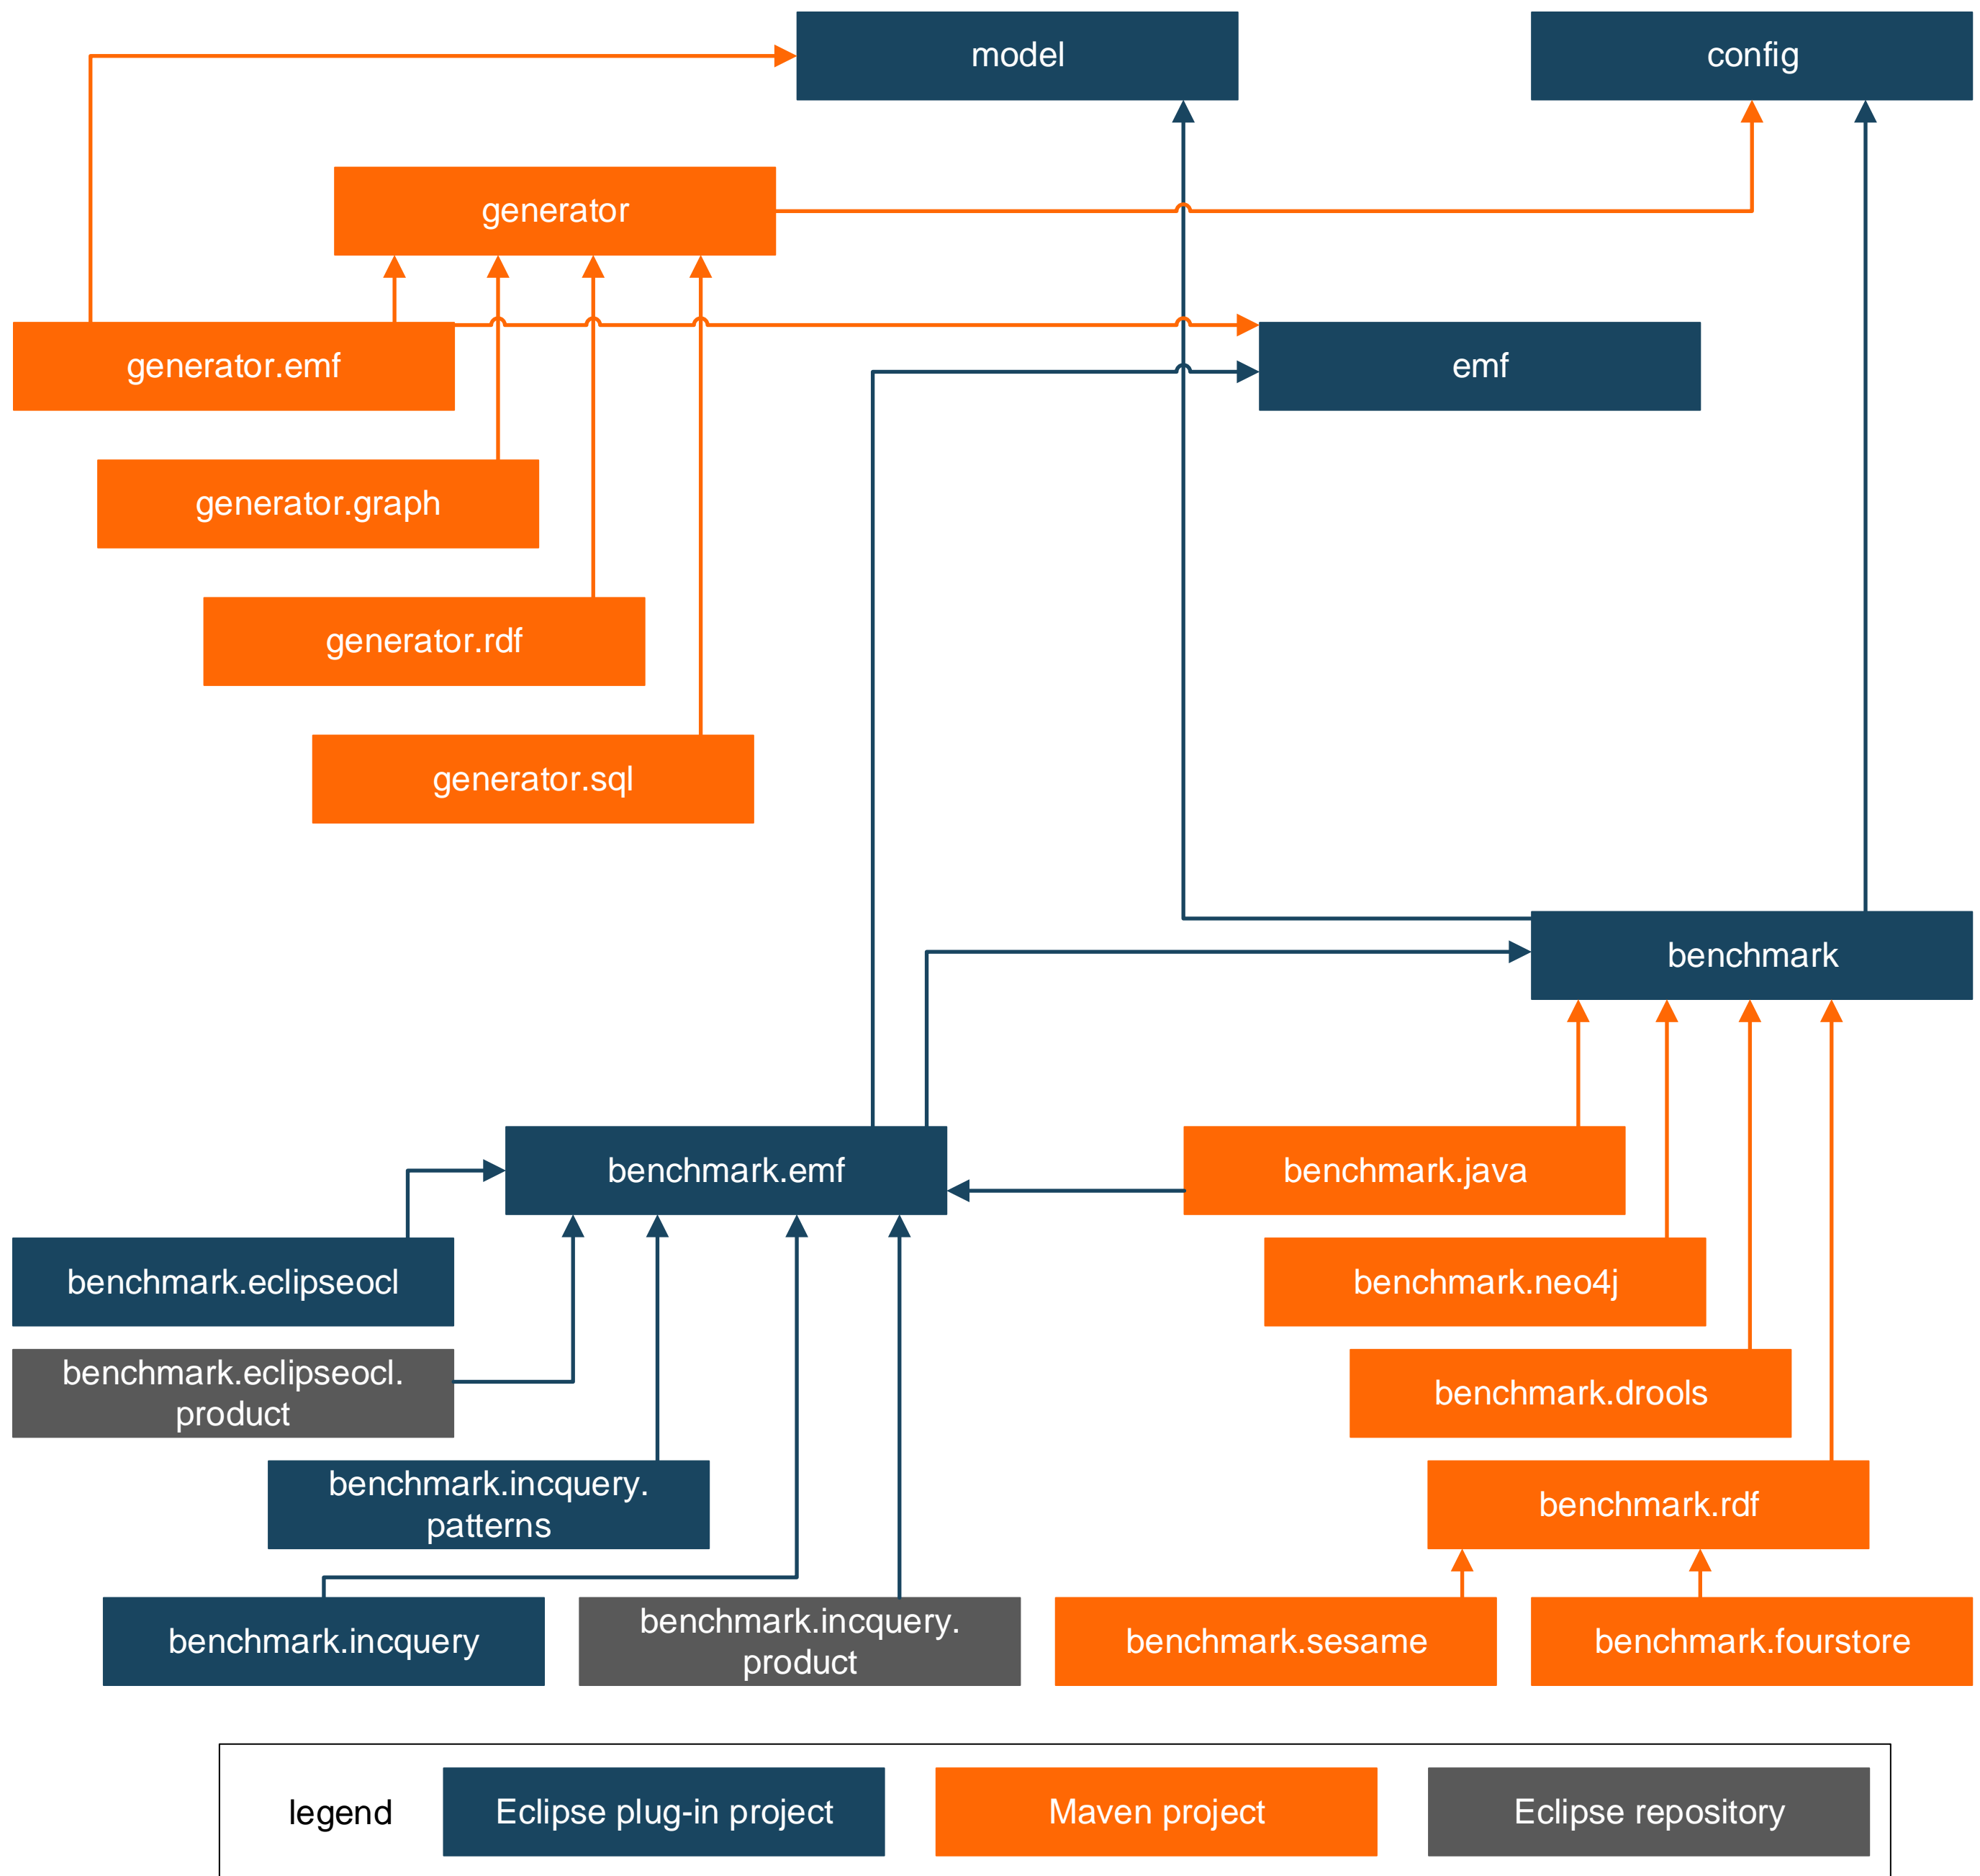 model
config
generator
generator.emf
emf
generator.graph
generator.rdf
generator.sql
benchmark
benchmark.emf
benchmark.java
benchmark.eclipseocl
benchmark.neo4j
benchmark.eclipseocl.
product
benchmark.drools
benchmark.incquery.
patterns
benchmark.rdf
benchmark.incquery
benchmark.incquery.
product
benchmark.sesame
benchmark.fourstore
legend
Eclipse plug-in project
Maven project
Eclipse repository